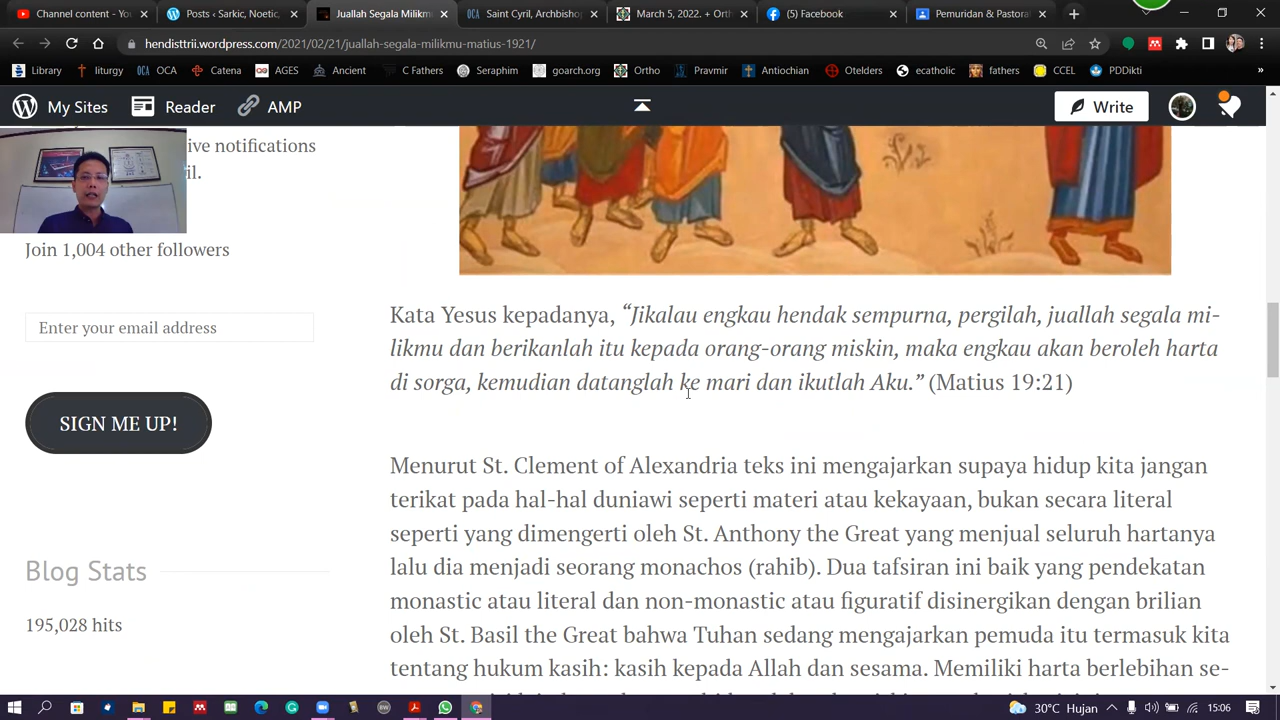 Channel content - Yo
Posts ‹ Sarkic, Noetic,
Juallah Segala Milikmu
Saint Cyril, Archbishop
March 5, 2022. + Orth
(5) Facebook
Pemuridan & Pastoral
hendisttrii.wordpress.com/2021/02/21/juallah-segala-milikmu-matius-1921/
Library
liturgy
OCA
OCA
Catena
AGES
Ancient
C Fathers
Seraphim
goarch.org
Ortho
Pravmir
Antiochian
Otelders
ecatholic
fathers
CCEL
PDDikti
»
My Sites
Reader
AMP
Write
ive notifications
il.
Join 1,004 other followers
Enter your email address
SIGN ME UP!
Blog Stats
195,028 hits
Kata Yesus kepadanya, “Jikalau engkau hendak sempurna, pergilah, juallah segala mi-
likmu dan berikanlah itu kepada orang-orang miskin, maka engkau akan beroleh harta
di sorga, kemudian datanglah ke mari dan ikutlah Aku.” (Matius 19:21)
Menurut St. Clement of Alexandria teks ini mengajarkan supaya hidup kita jangan
terikat pada hal-hal duniawi seperti materi atau kekayaan, bukan secara literal
seperti yang dimengerti oleh St. Anthony the Great yang menjual seluruh hartanya
lalu dia menjadi seorang monachos (rahib). Dua tafsiran ini baik yang pendekatan
monastic atau literal dan non-monastic atau figuratif disinergikan dengan brilian
oleh St. Basil the Great bahwa Tuhan sedang mengajarkan pemuda itu termasuk kita
tentang hukum kasih: kasih kepada Allah dan sesama. Memiliki harta berlebihan se-
30°C Hujan
15:06